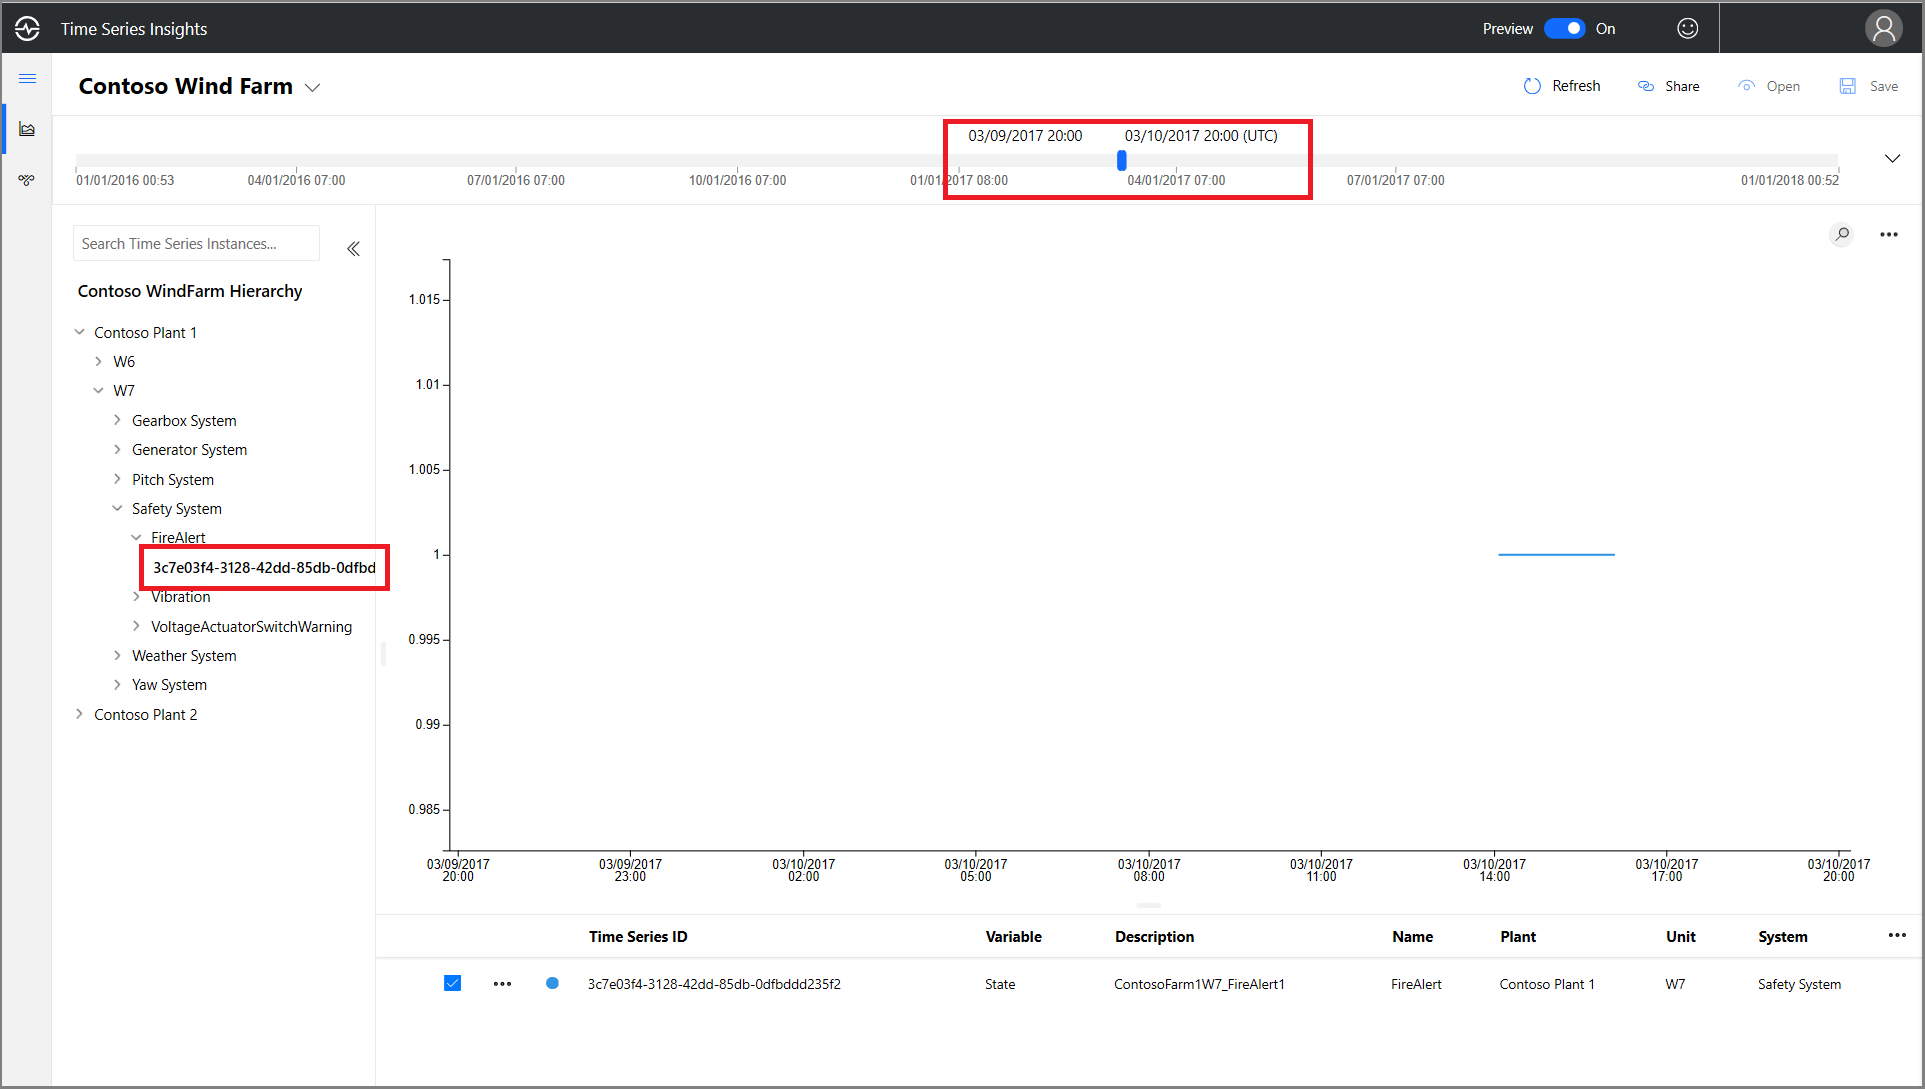 Time Series Insights
Preview On
Contoso Wind Farm
Refresh Share Open Save
03/09/2017 20:00 03/10/2017 20:00 (UTC)
01/01/2016 00:53 04/01/2016 07:00 07/01/2016 07:00 10/01/2016 07:00 01/01/2017 08:00 04/01/2017 07:00 07/01/2017 07:00 01/01/2018 00:52
Search Time Series Instances...
Contoso WindFarm Hierarchy
Contoso Plant 1
W6
W7
Gearbox System
Generator System
Pitch System
Safety System
FireAlert
3c7e03f4-3128-42dd-85db-0dfbd
Vibration
VoltageActuatorSwitchWarning
Weather System
Yaw System
Contoso Plant 2
1.015
1.01
1.005
1
0.995
0.99
0.985
03/09/2017 03/09/2017 03/10/2017 03/10/2017 03/10/2017 03/10/2017 03/10/2017 03/10/2017 03/10/2017
20:00 23:00 02:00 05:00 08:00 11:00 14:00 17:00 20:00
Time Series ID Variable Description Name Plant Unit System
3c7e03f4-3128-42dd-85db-0dfbddd235f2 State ContosoFarm1W7_FireAlert1 FireAlert Contoso Plant 1 W7 Safety System